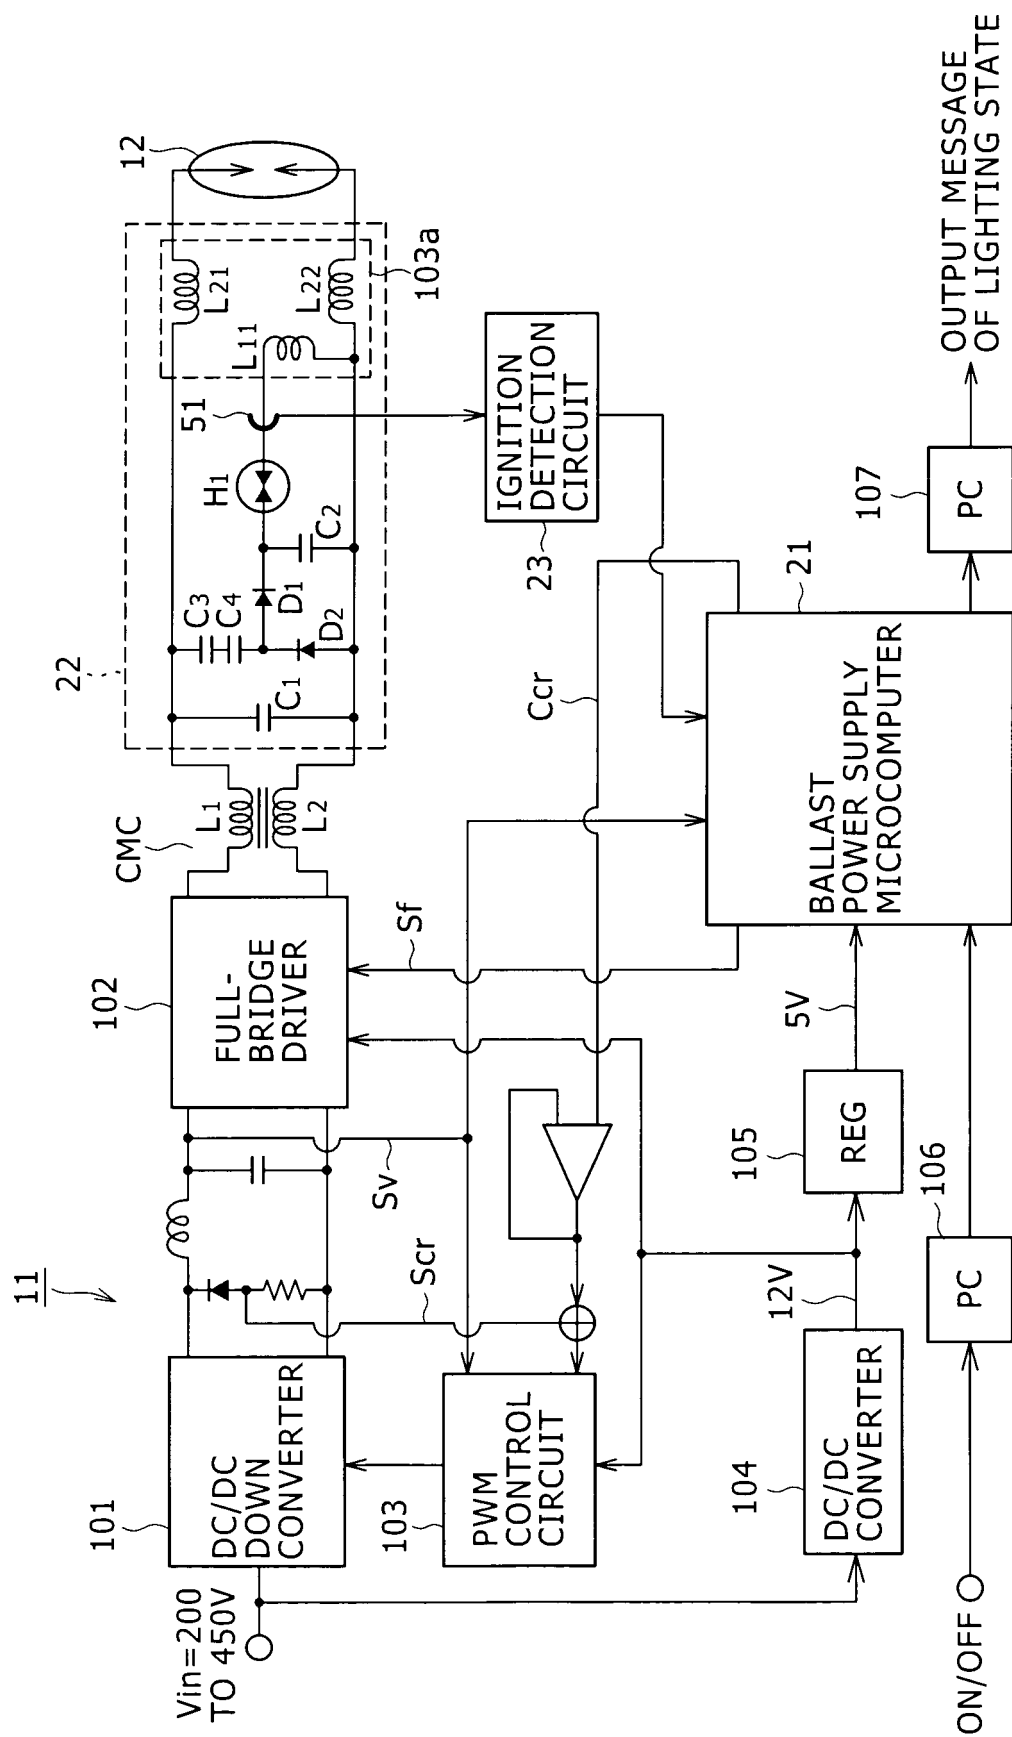 11
Vin=200
TO 450V
101
DC/DC
DOWN
CONVERTER
102
FULL-
BRIDGE
DRIVER
CMC
L1
L2
22
C1
C3
C4
D1
D2
C2
H1
51
L11
L21
L22
103a
12
Scr
Sv
Sf
Ccr
103
PWM
CONTROL
CIRCUIT
23
IGNITION
DETECTION
CIRCUIT
104
DC/DC
CONVERTER
12V
105
REG
5V
21
BALLAST
POWER SUPPLY
MICROCOMPUTER
ON/OFF
106
PC
107
PC
OUTPUT MESSAGE
OF LIGHTING STATE